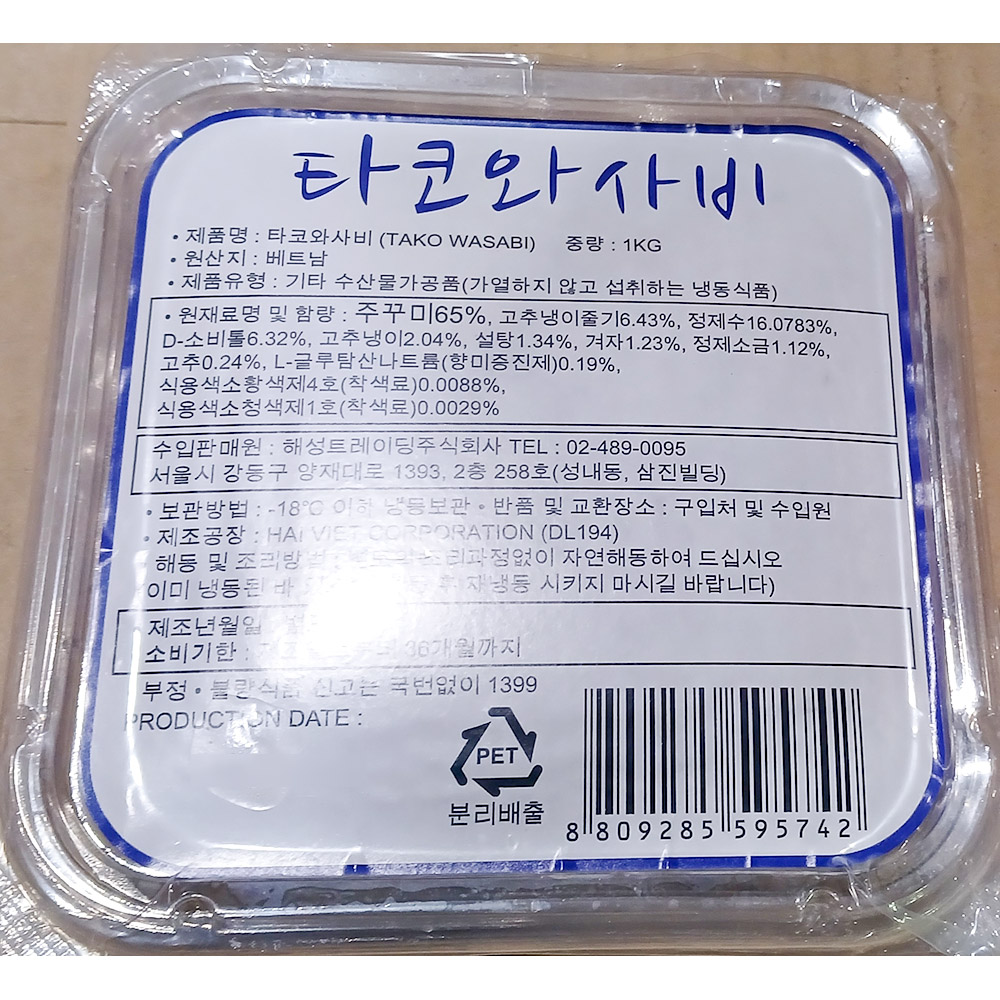 타코와사비
• 제품명 : 타코와사비 (TAKO WASABI) 중량 : 1KG
• 원산지 : 베트남
• 제품유형 : 기타 수산물가공품(가열하지 않고 섭취하는 냉동식품)
• 원재료명 및 함량 : 주꾸미65%, 고추냉이줄기6.43%, 정제수16.0783%,
D-소비톨6.32%, 고추냉이2.04%, 설탕1.34%, 겨자1.23%, 정제소금1.12%,
고추0.24%, L-글루탐산나트륨(향미증진제)0.19%,
식용색소황색제4호(착색료)0.0088%,
식용색소청색제1호(착색료)0.0029%
수입판매원 : 해성트레이딩주식회사 TEL : 02-489-0095
서울시 강동구 양재대로 1393, 2층 258호(성내동, 삼진빌딩)
• 보관방법 : -18℃ 이하 냉동보관 • 반품 및 교환장소 : 구입처 및 수입원
• 제조공장 : HAI VIET CORPORATION (DL194)
해동 및 조리방법 자연해동하여 드십시오
이미 냉동된 바 재냉동 시키지 마시길 바랍니다)
• 제조년월일
소비기한 : 36개월까지
부정 • 불량식품 신고는 국번없이 1399
PRODUCTION DATE :
PET
분리배출
8 809285 595742